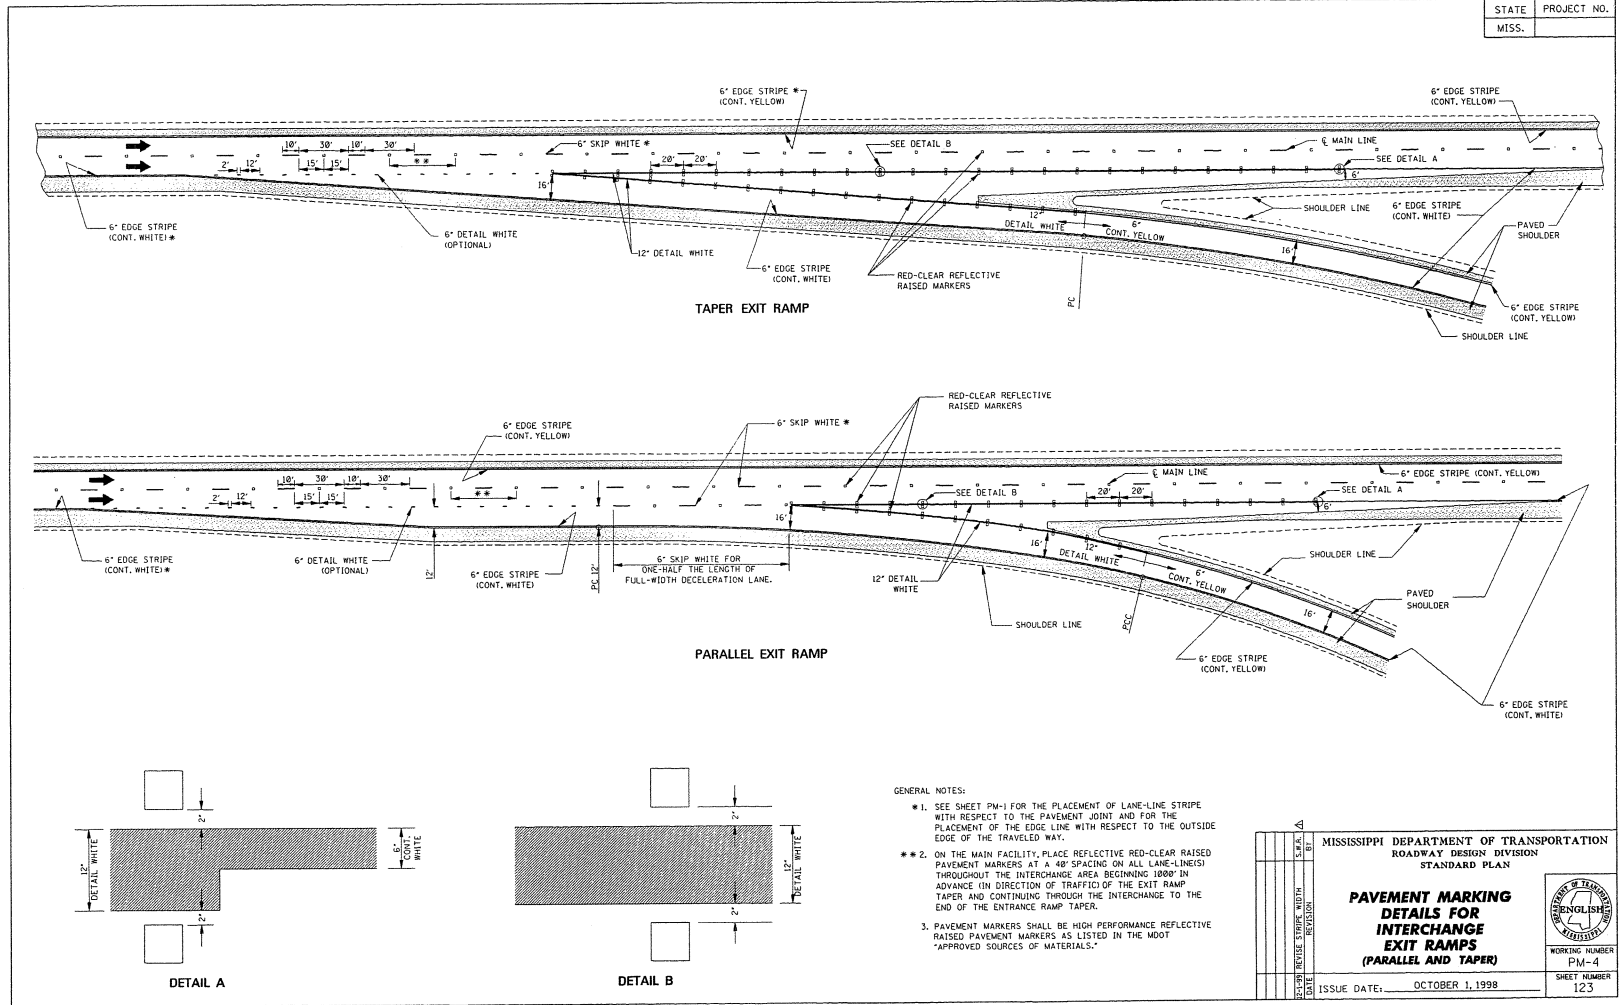 STATE PROJECT NO.
MISS.
6" EDGE STRIPE *
(CONT. YELLOW)
6" EDGE STRIPE
(CONT. YELLOW)
10' 30' 10' 30'
6" SKIP WHITE *
SEE DETAIL B
℄ MAIN LINE
SEE DETAIL A
2' 12'
15' 15'
* *
20' 20'
6'
16'
6" EDGE STRIPE
(CONT. WHITE) *
6" DETAIL WHITE
(OPTIONAL)
12" DETAIL WHITE
6" EDGE STRIPE
(CONT. WHITE)
RED-CLEAR REFLECTIVE
RAISED MARKERS
12"
DETAIL WHITE
6"
CONT. YELLOW
SHOULDER LINE
6" EDGE STRIPE
(CONT. WHITE)
PAVED
SHOULDER
16'
PC
6" EDGE STRIPE
(CONT. YELLOW)
SHOULDER LINE
TAPER EXIT RAMP
RED-CLEAR REFLECTIVE
RAISED MARKERS
6" EDGE STRIPE
(CONT. YELLOW)
6" SKIP WHITE *
10' 30' 10' 30'
℄ MAIN LINE
6" EDGE STRIPE (CONT. YELLOW)
2' 12'
15' 15'
* *
SEE DETAIL B
20' 20'
SEE DETAIL A
6'
16'
6" EDGE STRIPE
(CONT. WHITE) *
6" DETAIL WHITE
(OPTIONAL)
12'
6" EDGE STRIPE
(CONT. WHITE)
PC 12'
6" SKIP WHITE FOR
ONE-HALF THE LENGTH OF
FULL-WIDTH DECELERATION LANE.
12" DETAIL
WHITE
16'
12"
DETAIL WHITE
6"
CONT. YELLOW
SHOULDER LINE
PAVED
SHOULDER
16'
SHOULDER LINE
PCC
6" EDGE STRIPE
(CONT. YELLOW)
6" EDGE STRIPE
(CONT. WHITE)
PARALLEL EXIT RAMP
12"
DETAIL WHITE
2"
2"
6"
CONT.
WHITE
DETAIL A
2"
2"
12"
DETAIL WHITE
DETAIL B
GENERAL NOTES:
* 1. SEE SHEET PM-1 FOR THE PLACEMENT OF LANE-LINE STRIPE
WITH RESPECT TO THE PAVEMENT JOINT AND FOR THE
PLACEMENT OF THE EDGE LINE WITH RESPECT TO THE OUTSIDE
EDGE OF THE TRAVELED WAY.
* * 2. ON THE MAIN FACILITY, PLACE REFLECTIVE RED-CLEAR RAISED
PAVEMENT MARKERS AT A 40' SPACING ON ALL LANE-LINE(S)
THROUGHOUT THE INTERCHANGE AREA BEGINNING 1000' IN
ADVANCE (IN DIRECTION OF TRAFFIC) OF THE EXIT RAMP
TAPER AND CONTINUING THROUGH THE INTERCHANGE TO THE
END OF THE ENTRANCE RAMP TAPER.
3. PAVEMENT MARKERS SHALL BE HIGH PERFORMANCE REFLECTIVE
RAISED PAVEMENT MARKERS AS LISTED IN THE MDOT
"APPROVED SOURCES OF MATERIALS."
12-1-99 REVISE STRIPE WIDTH S.W.R.
DATE REVISION BY
MISSISSIPPI DEPARTMENT OF TRANSPORTATION
ROADWAY DESIGN DIVISION
STANDARD PLAN
PAVEMENT MARKING
DETAILS FOR
INTERCHANGE
EXIT RAMPS
(PARALLEL AND TAPER)
DEPARTMENT OF TRANSPORTATION
ENGLISH
MISSISSIPPI
WORKING NUMBER
PM-4
ISSUE DATE: OCTOBER 1, 1998
SHEET NUMBER
123